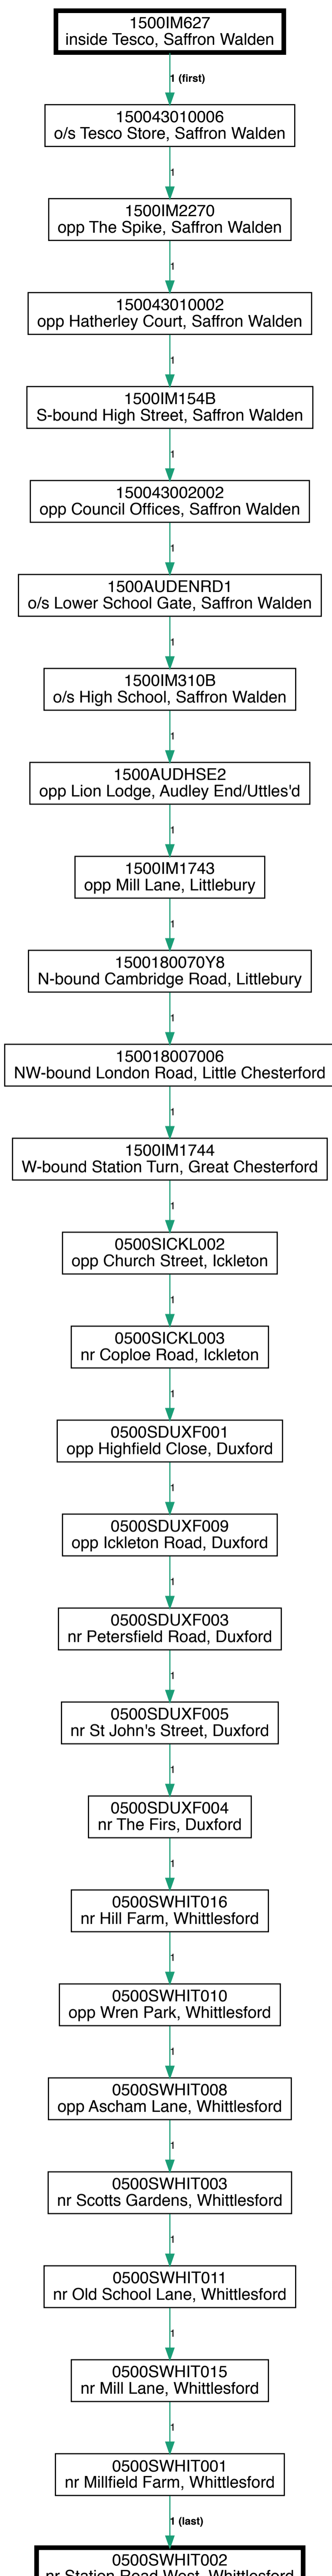 1500IM627
inside Tesco, Saffron Walden
1 (first)
150043010006
o/s Tesco Store, Saffron Walden
1
1500IM2270
opp The Spike, Saffron Walden
1
150043010002
opp Hatherley Court, Saffron Walden
1
1500IM154B
S-bound High Street, Saffron Walden
1
150043002002
opp Council Offices, Saffron Walden
1
1500AUDENRD1
o/s Lower School Gate, Saffron Walden
1
1500IM310B
o/s High School, Saffron Walden
1
1500AUDHSE2
opp Lion Lodge, Audley End/Uttles'd
1
1500IM1743
opp Mill Lane, Littlebury
1
1500180070Y8
N-bound Cambridge Road, Littlebury
1
150018007006
NW-bound London Road, Little Chesterford
1
1500IM1744
W-bound Station Turn, Great Chesterford
1
0500SICKL002
opp Church Street, Ickleton
1
0500SICKL003
nr Coploe Road, Ickleton
1
0500SDUXF001
opp Highfield Close, Duxford
1
0500SDUXF009
opp Ickleton Road, Duxford
1
0500SDUXF003
nr Petersfield Road, Duxford
1
0500SDUXF005
nr St John's Street, Duxford
1
0500SDUXF004
nr The Firs, Duxford
1
0500SWHIT016
nr Hill Farm, Whittlesford
1
0500SWHIT010
opp Wren Park, Whittlesford
1
0500SWHIT008
opp Ascham Lane, Whittlesford
1
0500SWHIT003
nr Scotts Gardens, Whittlesford
1
0500SWHIT011
nr Old School Lane, Whittlesford
1
0500SWHIT015
nr Mill Lane, Whittlesford
1
0500SWHIT001
nr Millfield Farm, Whittlesford
1 (last)
0500SWHIT002
nr Station Road West, Whittlesford